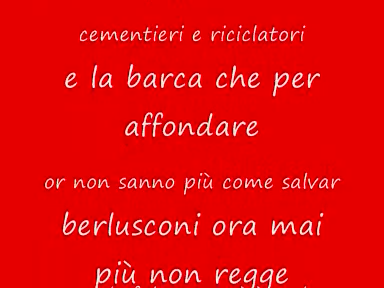 cementieri e riciclatori
e la barca che per
affondare
or non sanno più come salvar
berlusconi ora mai
più non regge